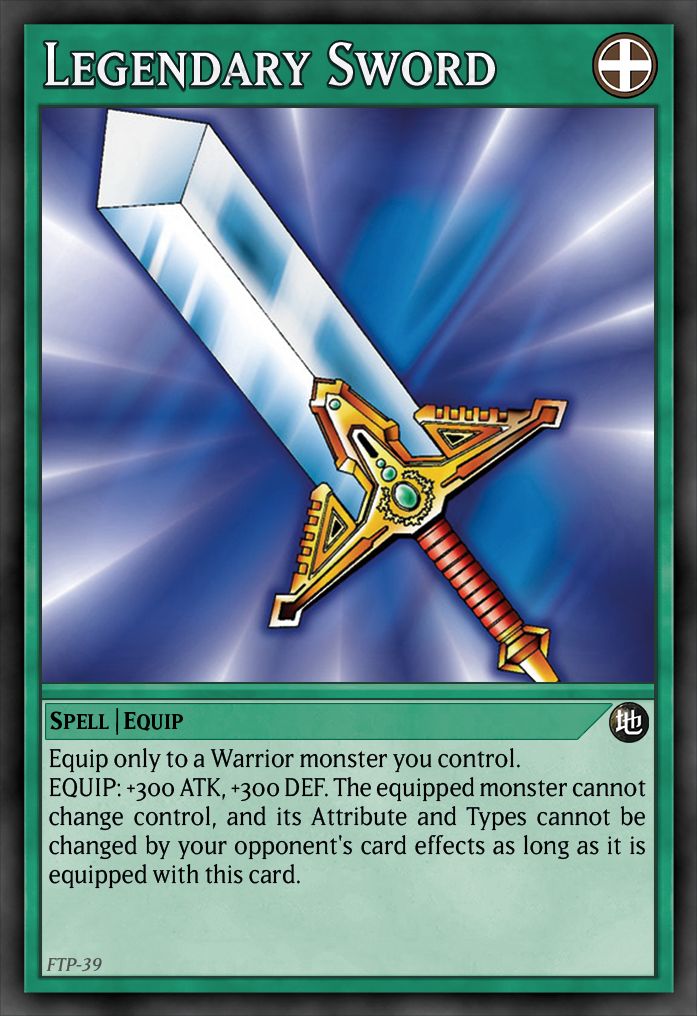 Legendary Sword
Spell | Equip
Equip only to a Warrior monster you control.
EQUIP: +300 ATK, +300 DEF. The equipped monster cannot
change control, and its Attribute and Types cannot be
changed by your opponent's card effects as long as it is
equipped with this card.
FTP-39